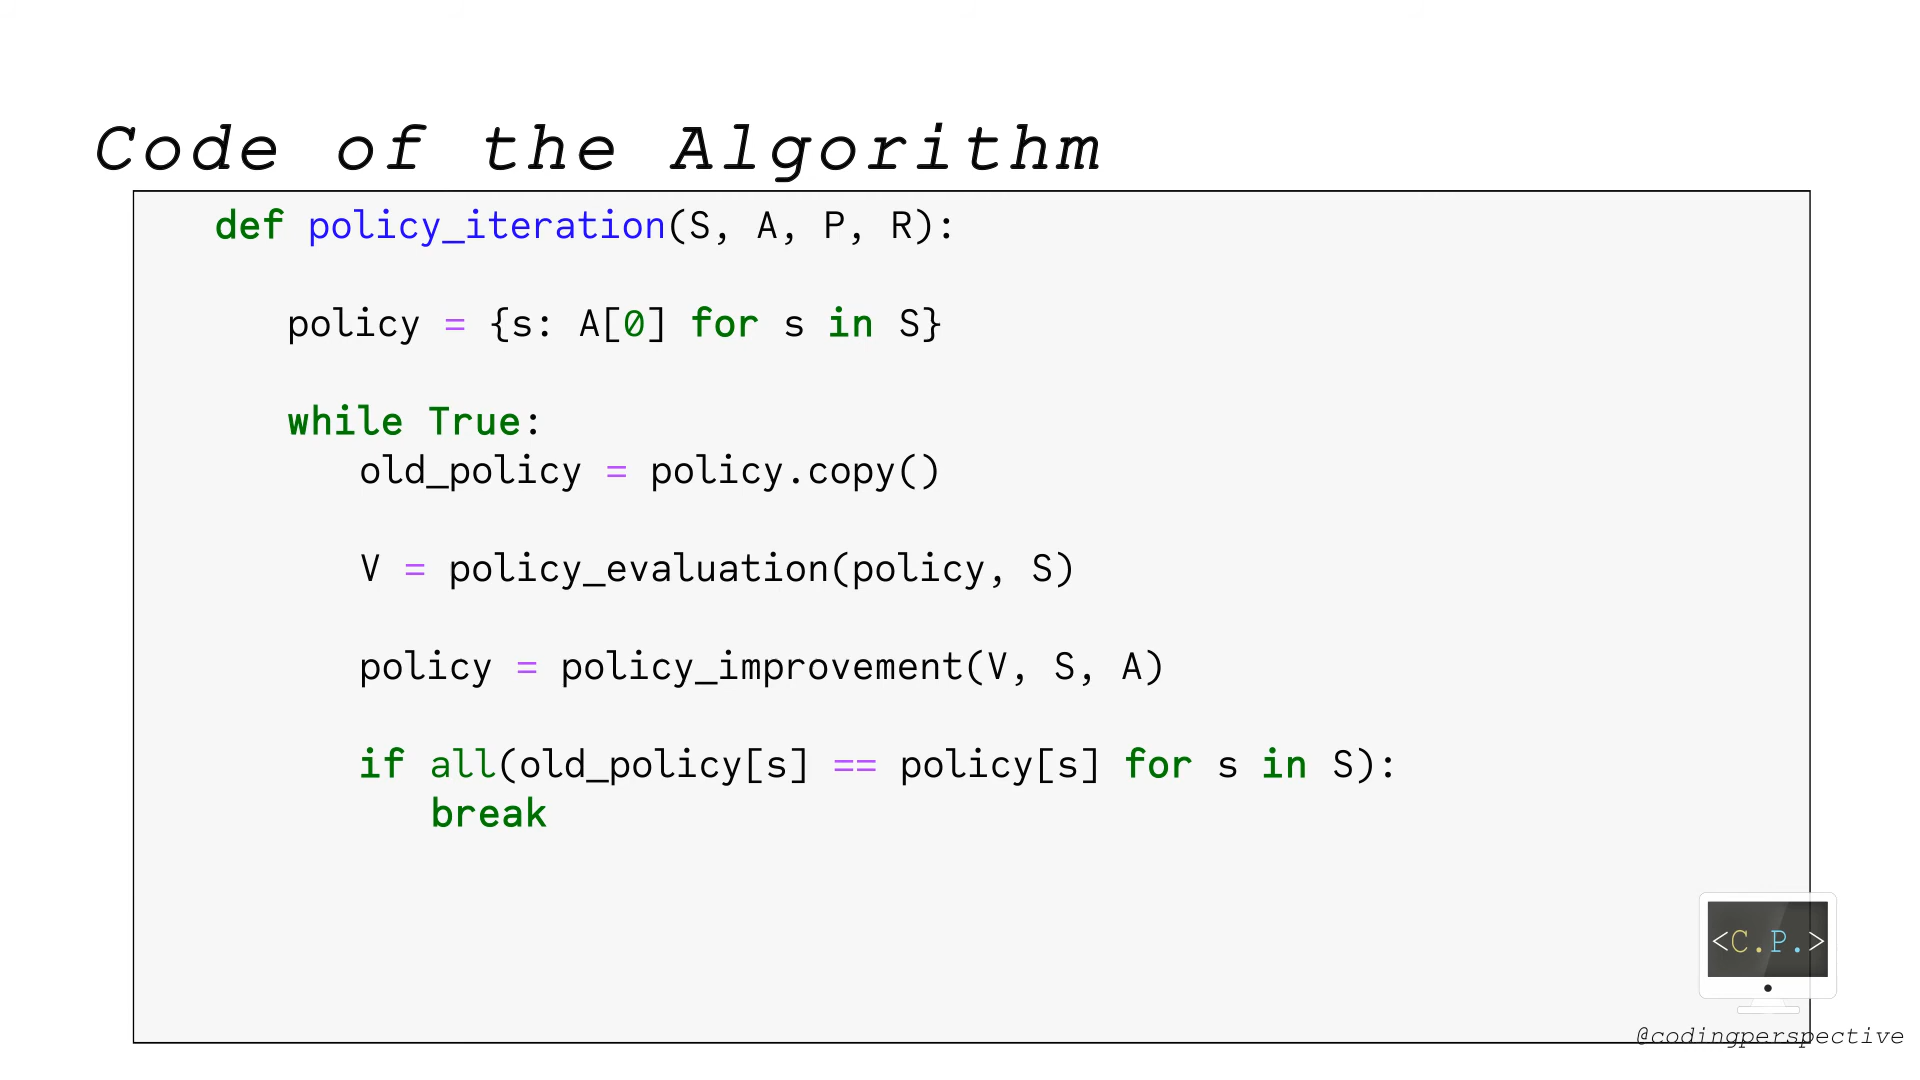 Code of the Algorithm
def policy_iteration(S, A, P, R):
policy = {s: A[0] for s in S}
while True:
old_policy = policy.copy()
V = policy_evaluation(policy, S)
policy = policy_improvement(V, S, A)
if all(old_policy[s] == policy[s] for s in S):
break
<C.P.>
@codingperspective